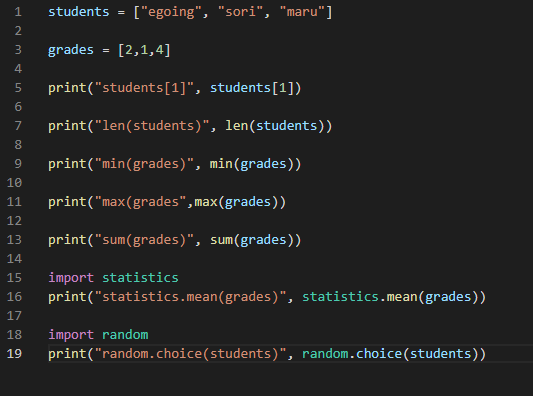 1 students = ["egoing", "sori", "maru"]
2
3 grades = [2,1,4]
4
5 print("students[1]", students[1])
6
7 print("len(students)", len(students))
8
9 print("min(grades)", min(grades))
10
11 print("max(grades",max(grades))
12
13 print("sum(grades)", sum(grades))
14
15 import statistics
16 print("statistics.mean(grades)", statistics.mean(grades))
17
18 import random
19 print("random.choice(students)", random.choice(students))